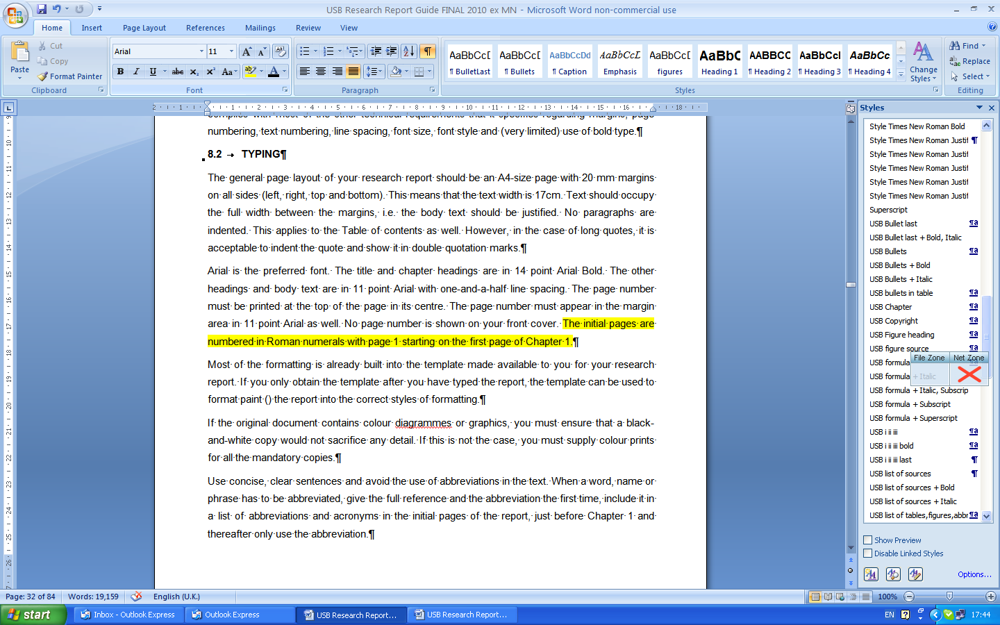 USB Research Report Guide FINAL 2010 ex MN - Microsoft Word non-commercial use
Home Insert Page Layout References Mailings Review View
Paste
Cut
Copy
Format Painter
Clipboard
Arial 11
Font
Paragraph
AaBbCcD AaBbCcD AaBbCcDd AaBbCcL AaBbCcD AaBbC AABBCC AaBbCcI AaBbCc
¶ BulletLast ¶ Bullets ¶ Caption Emphasis figures Heading 1 ¶ Heading 2 ¶ Heading 3 ¶ Heading 4
Change Styles
Styles
Find
Replace
Select
Editing
numbering, text numbering, line spacing, font size, font style and (very limited) use of bold type.¶
8.2 → TYPING¶
The general page layout of your research report should be an A4-size page with 20 mm margins
on all sides (left, right, top and bottom). This means that the text width is 17cm. Text should occupy
the full width between the margins, i.e. the body text should be justified. No paragraphs are
indented. This applies to the Table of contents as well. However, in the case of long quotes, it is
acceptable to indent the quote and show it in double quotation marks.¶
Arial is the preferred font. The title and chapter headings are in 14 point Arial Bold. The other
headings and body text are in 11 point Arial with one-and-a-half line spacing. The page number
must be printed at the top of the page in its centre. The page number must appear in the margin
area in 11 point Arial as well. No page number is shown on your front cover. The initial pages are
numbered in Roman numerals with page 1 starting on the first page of Chapter 1.¶
Most of the formatting is already built into the template made available to you for your research
report. If you only obtain the template after you have typed the report, the template can be used to
format paint () the report into the correct styles of formatting.¶
If the original document contains colour diagrammes or graphics, you must ensure that a black-
and-white copy would not sacrifice any detail. If this is not the case, you must supply colour prints
for all the mandatory copies.¶
Use concise, clear sentences and avoid the use of abbreviations in the text. When a word, name or
phrase has to be abbreviated, give the full reference and the abbreviation the first time, include it in
a list of abbreviations and acronyms in the initial pages of the report, just before Chapter 1 and
thereafter only use the abbreviation.¶
Styles
Style Times New Roman Bold
Style Times New Roman Justif ¶
Style Times New Roman Justif
Style Times New Roman Justif
Style Times New Roman Justif
Style Times New Roman Justif
Superscript
USB Bullet last ¶a
USB Bullet last + Bold, Italic
USB Bullets ¶a
USB Bullets + Bold
USB Bullets + Italic
USB bullets in table ¶a
USB Chapter ¶a
USB Copyright ¶a
USB Figure heading ¶a
USB figure source ¶a
USB formula
USB formula + Italic
USB formula + Italic, Subscrip
USB formula + Subscript
USB formula + Superscript
USB i ii iii ¶a
USB i ii iii bold ¶a
USB i ii iii last ¶
USB list of sources ¶
USB list of sources + Bold
USB list of sources + Italic
USB list of tables,figures,abbr ¶a
File Zone Net Zone
Show Preview
Disable Linked Styles
Options...
Page: 32 of 84 Words: 19,159 English (U.K.) 100%
start Inbox - Outlook Express Outlook Express USB Research Report... USB Research Report... EN 17:44